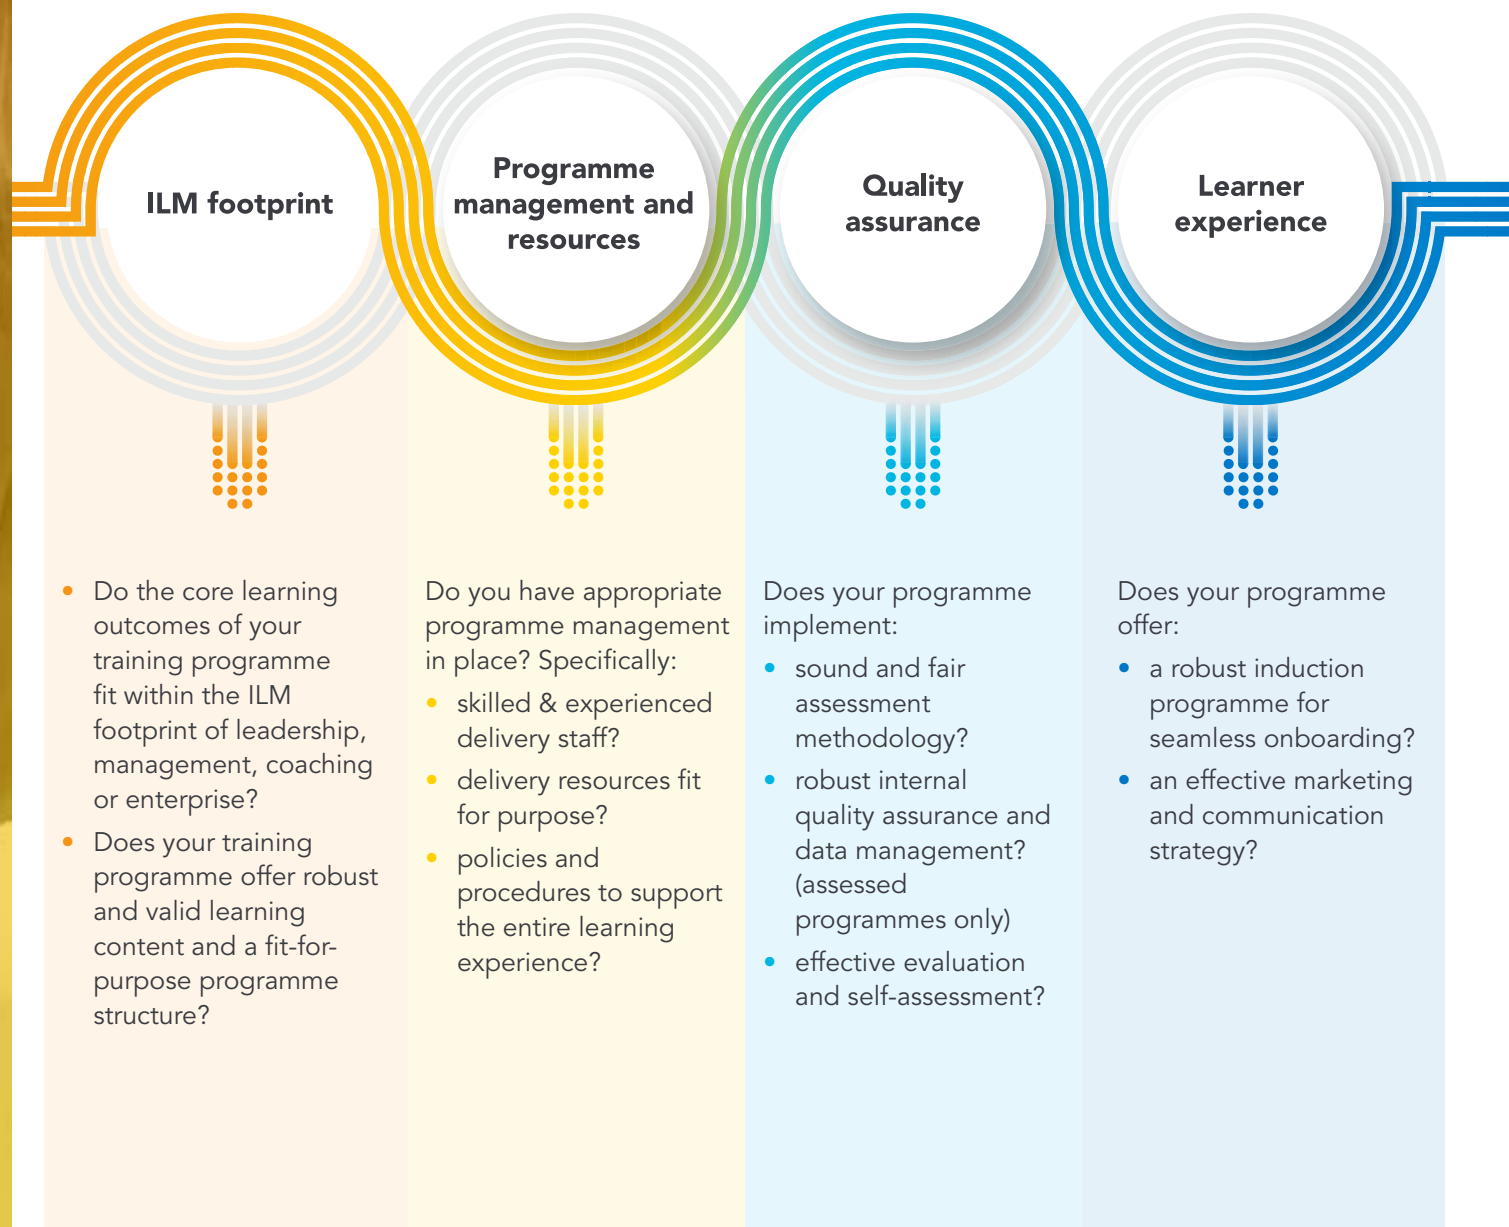 ILM footprint
Programme
management and
resources
Quality
assurance
Learner
experience
• Do the core learning
outcomes of your
training programme
fit within the ILM
footprint of leadership,
management, coaching
or enterprise?
• Does your training
programme offer robust
and valid learning
content and a fit-for-
purpose programme
structure?
Do you have appropriate
programme management
in place? Specifically:
• skilled & experienced
delivery staff?
• delivery resources fit
for purpose?
• policies and
procedures to support
the entire learning
experience?
Does your programme
implement:
• sound and fair
assessment
methodology?
• robust internal
quality assurance and
data management?
(assessed
programmes only)
• effective evaluation
and self-assessment?
Does your programme
offer:
• a robust induction
programme for
seamless onboarding?
• an effective marketing
and communication
strategy?